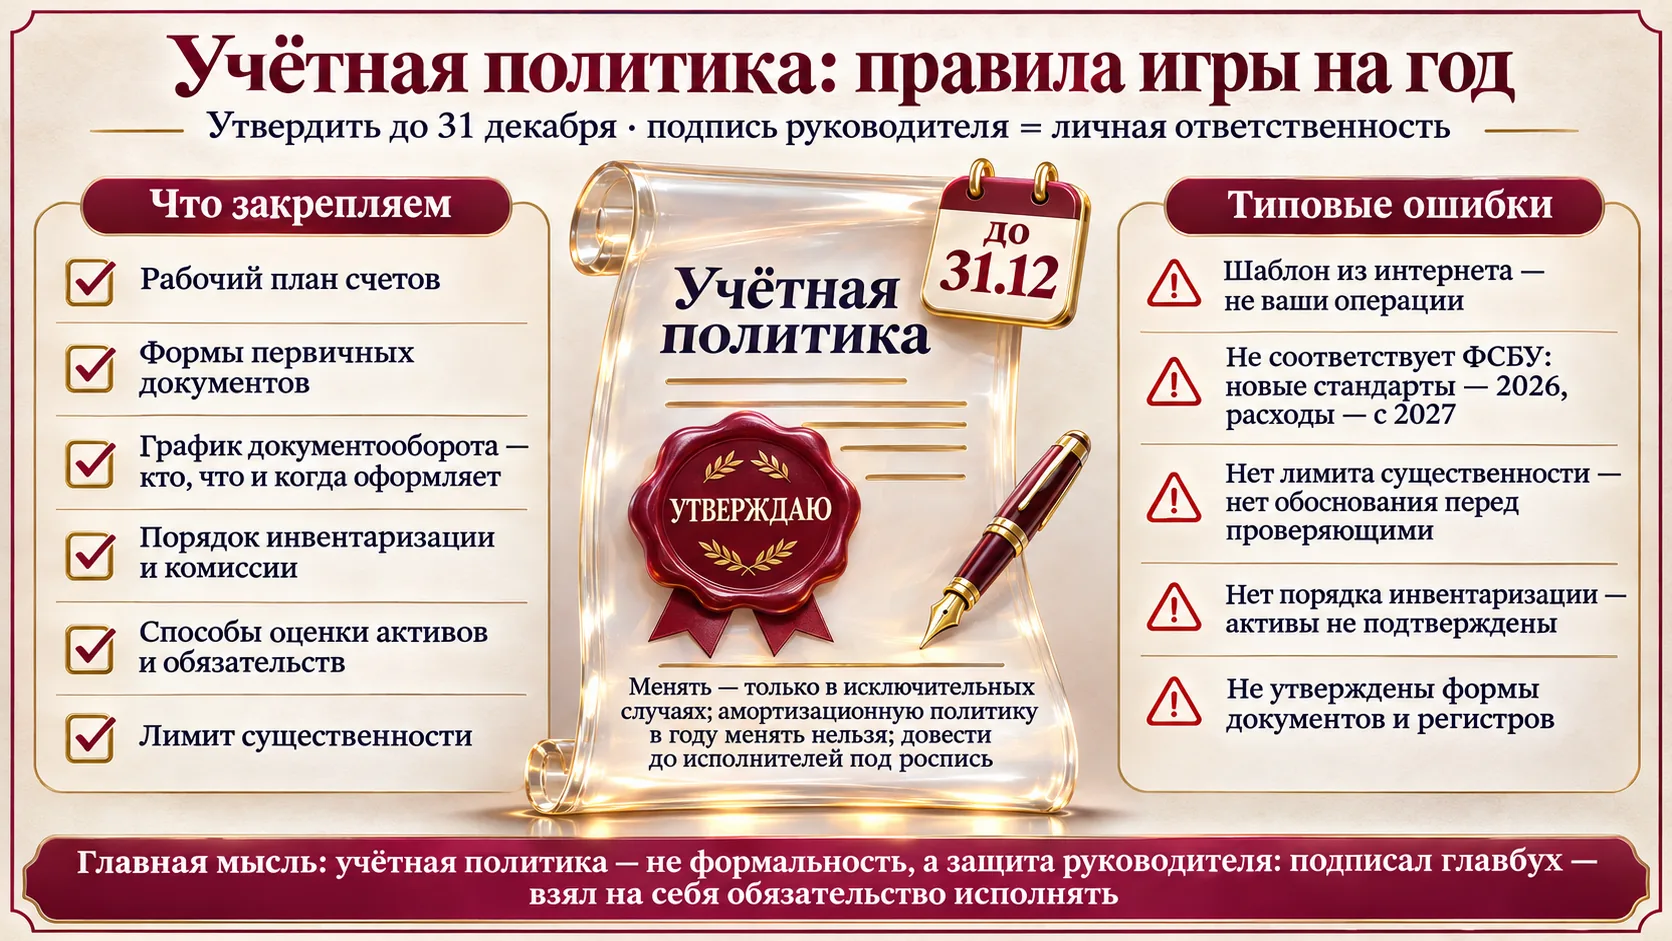 Учётная политика: правила игры на год
Утвердить до 31 декабря · подпись руководителя = личная ответственность
Что закрепляем
Рабочий план счетов
Формы первичных
документов
График документооборота —
кто, что и когда оформляет
Порядок инвентаризации
и комиссии
Способы оценки активов
и обязательств
Лимит существенности
до
31.12
Учётная
политика
УТВЕРЖДАЮ
Менять — только в исключительных
случаях; амортизационную политику
в году менять нельзя; довести
до исполнителей под роспись
Типовые ошибки
Шаблон из интернета —
не ваши операции
Не соответствует ФСБУ:
новые стандарты — 2026,
расходы — с 2027
Нет лимита существенности —
нет обоснования перед
проверяющими
Нет порядка инвентаризации —
активы не подтверждены
Не утверждены формы
документов и регистров
Главная мысль: учётная политика — не формальность, а защита руководителя: подписал главбух —
взял на себя обязательство исполнять